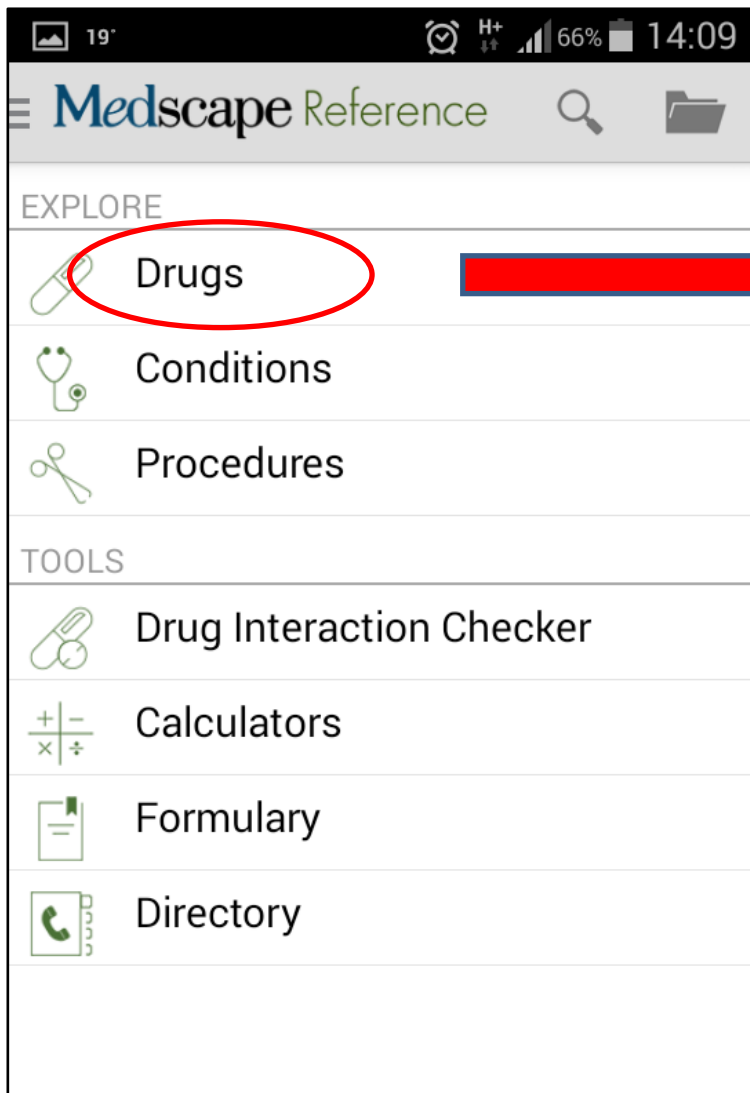 19° H+ 66% 14:09
Medscape Reference
EXPLORE
Drugs
Conditions
Procedures
TOOLS
Drug Interaction Checker
Calculators
Formulary
Directory